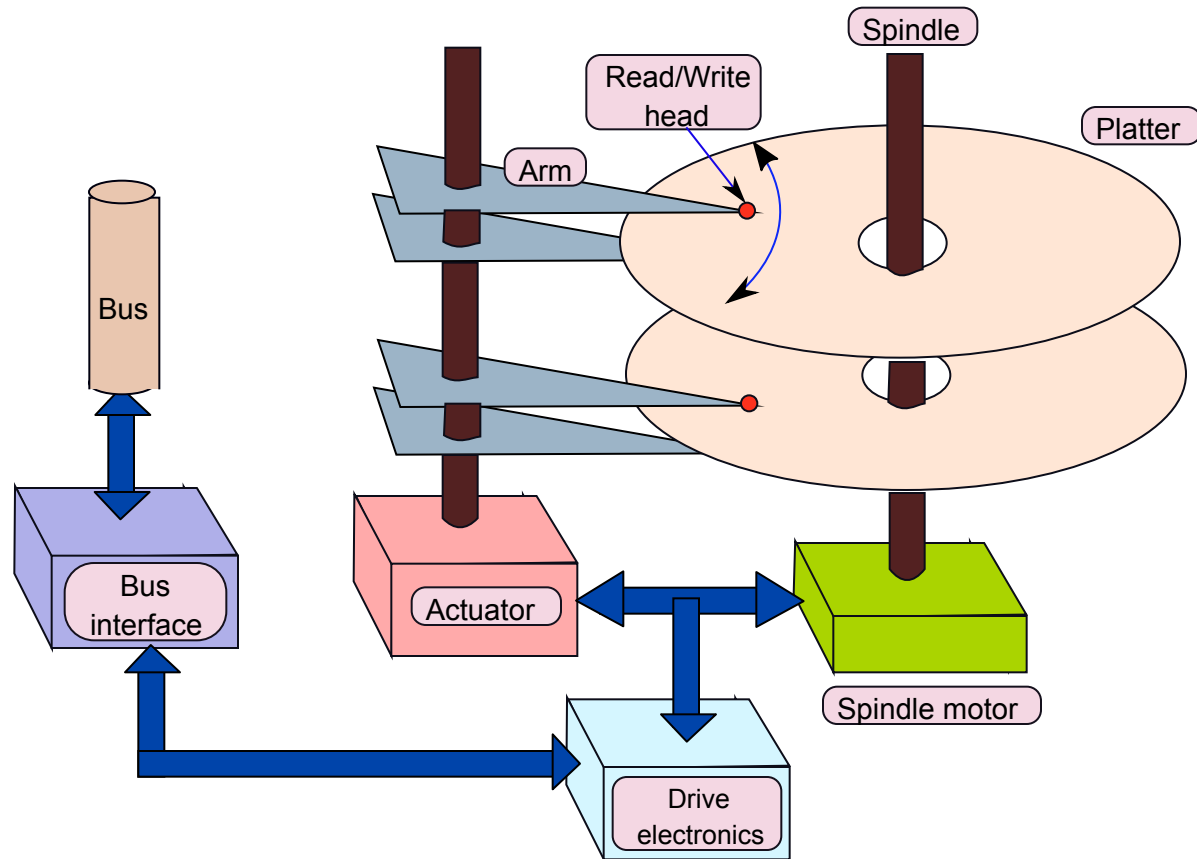 Spindle
Read/Write
head
Platter
Arm
Bus
Bus
interface
Actuator
Spindle motor
Drive
electronics